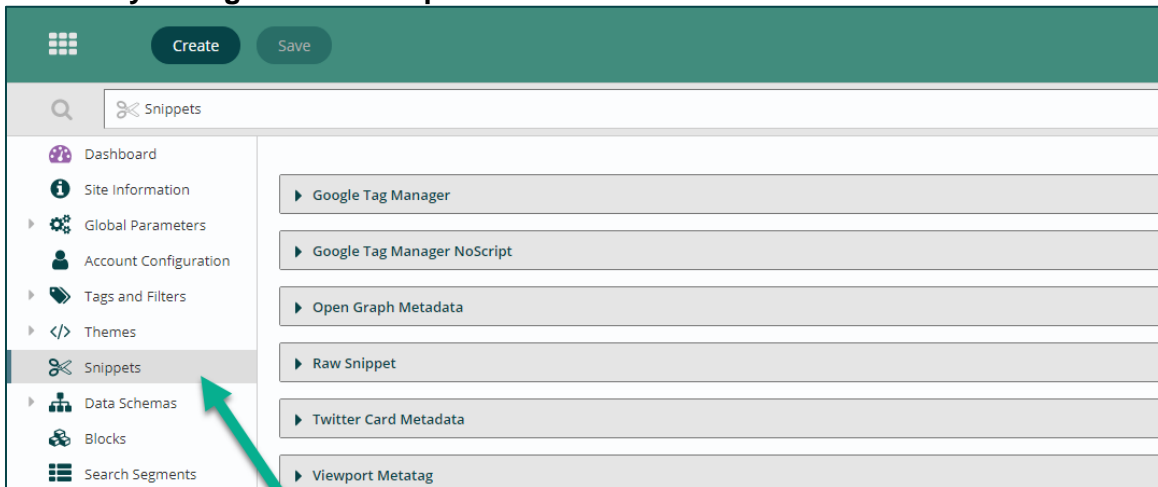 Create
Save
Snippets
Dashboard
Site Information
Global Parameters
Account Configuration
Tags and Filters
Themes
Snippets
Data Schemas
Blocks
Search Segments
Google Tag Manager
Google Tag Manager NoScript
Open Graph Metadata
Raw Snippet
Twitter Card Metadata
Viewport Metatag